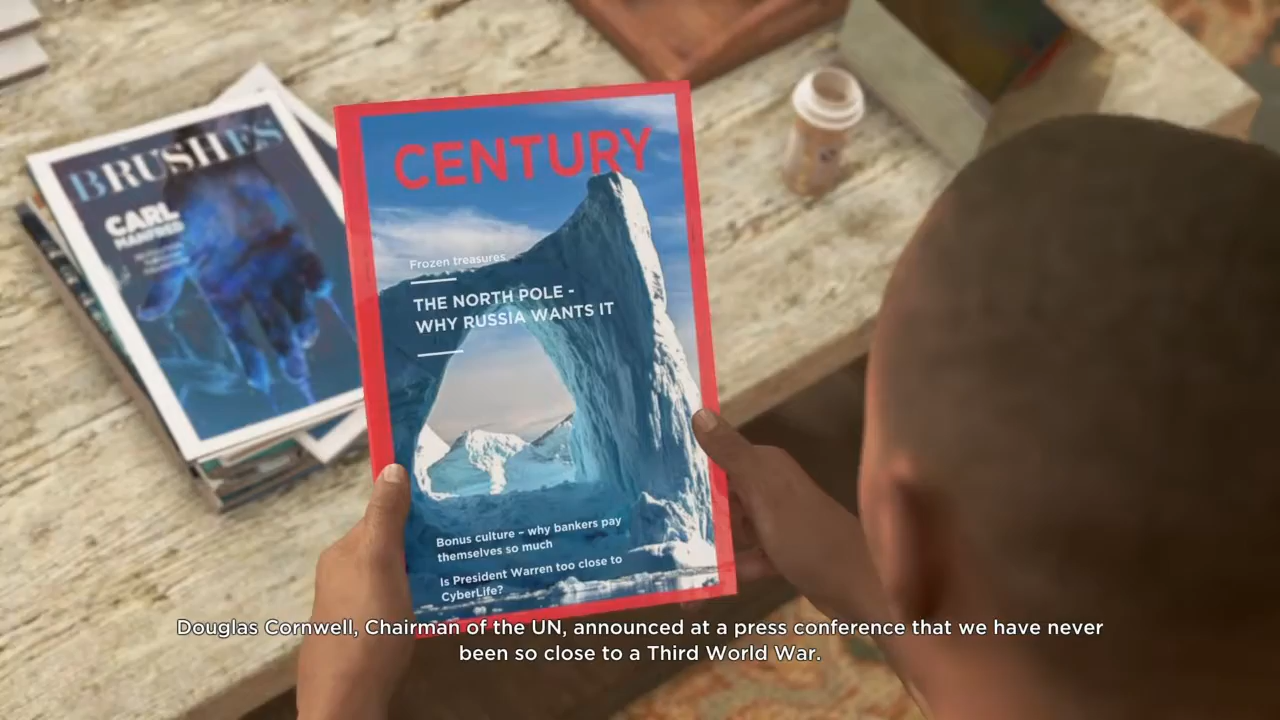 BRUSHES
CARL
MANFRED
CENTURY
Frozen treasures
THE NORTH POLE -
WHY RUSSIA WANTS IT
Bonus culture – why bankers pay
themselves so much
Is President Warren too close to
CyberLife?
Douglas Cornwell, Chairman of the UN, announced at a press conference that we have never
been so close to a Third World War.